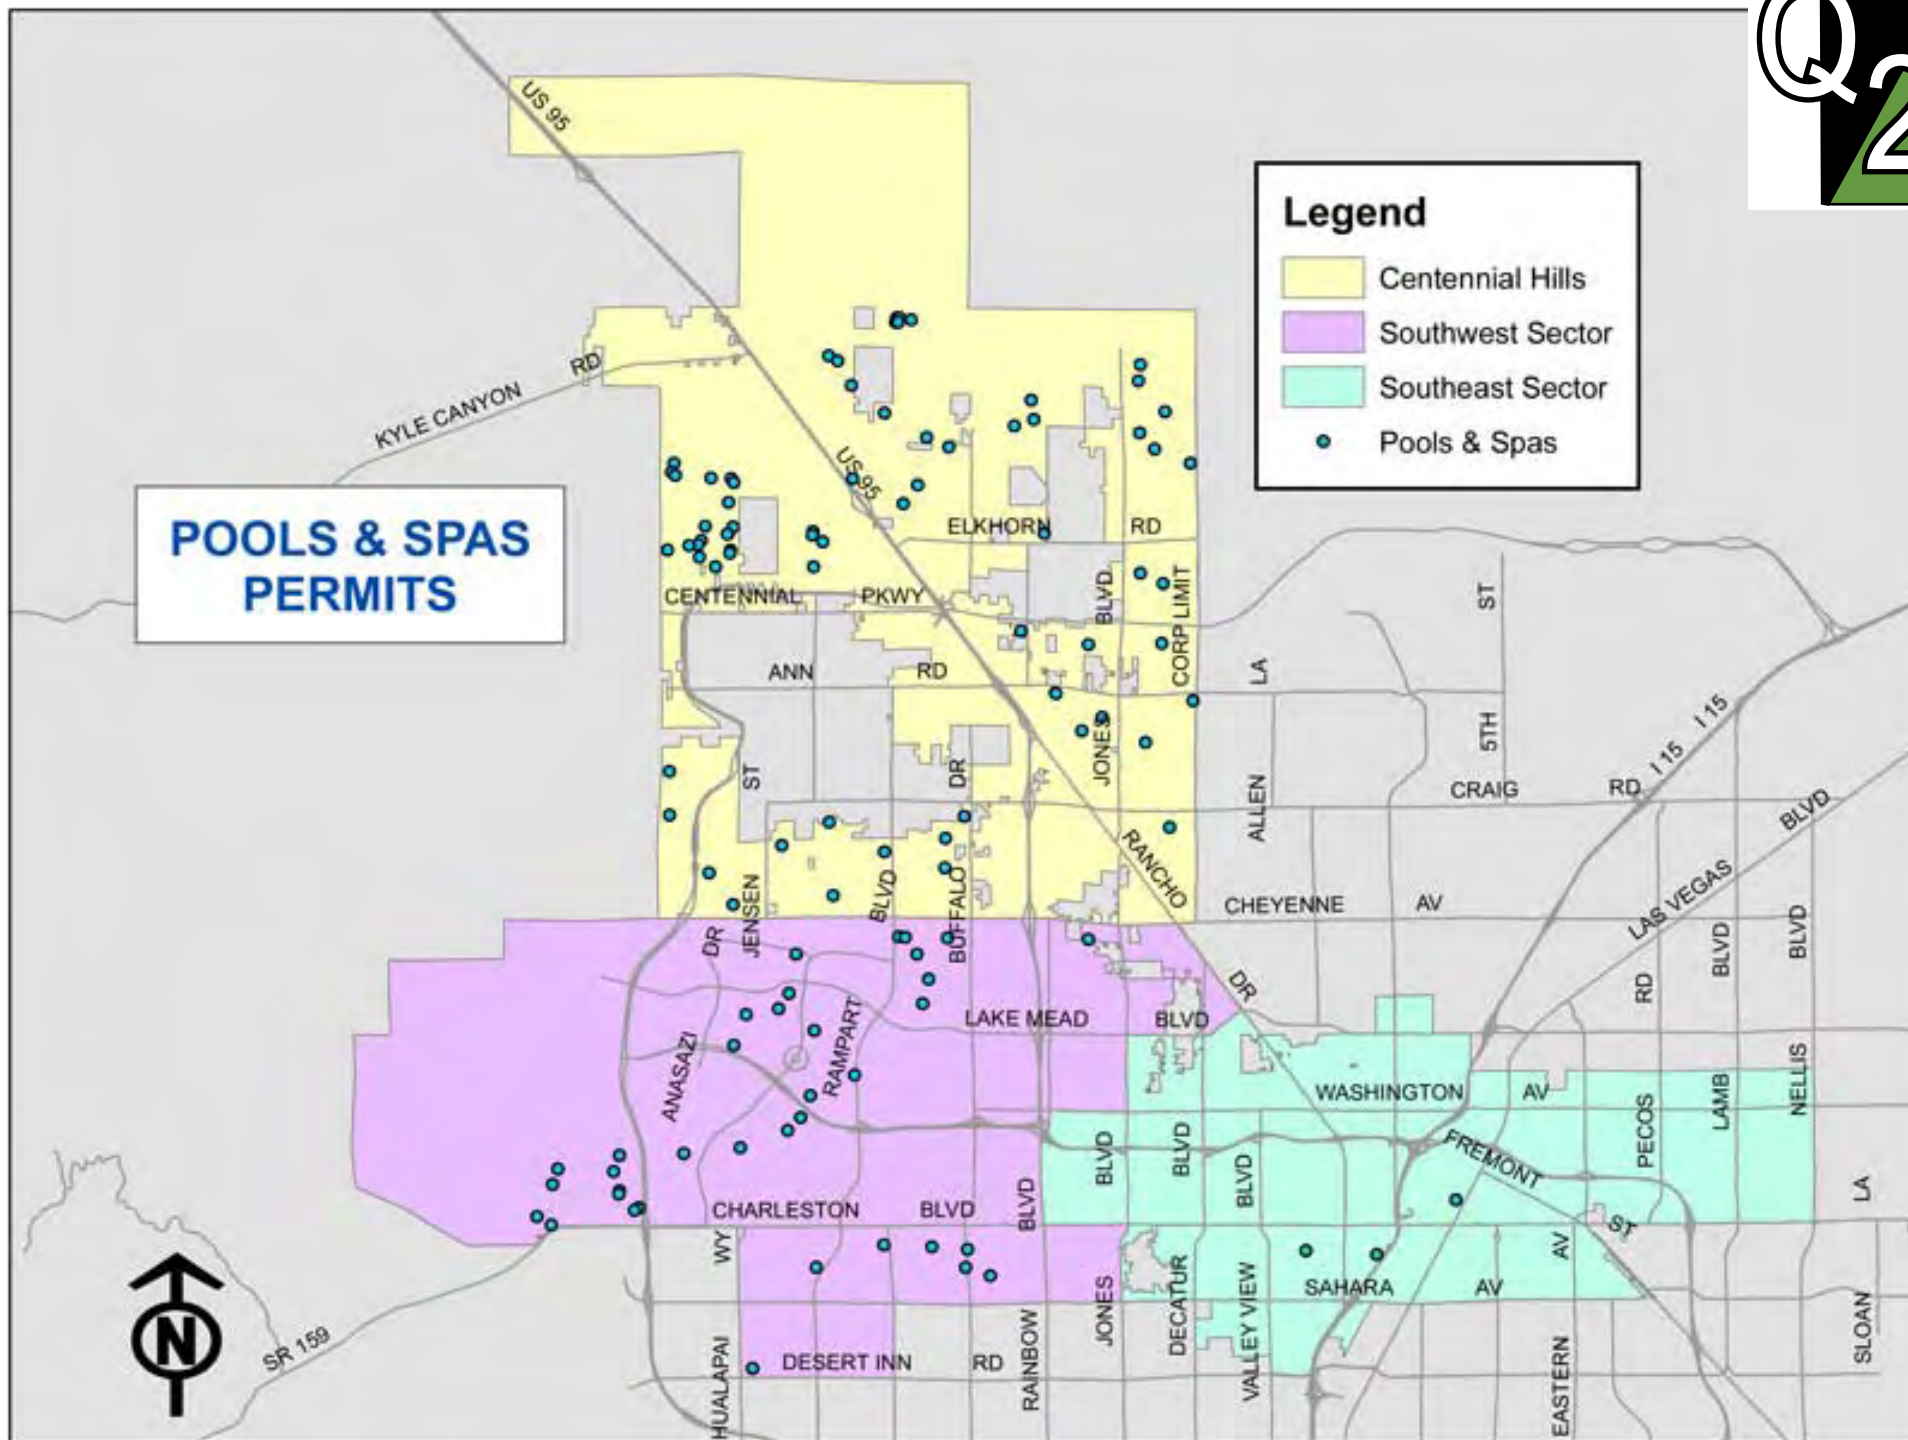 Q2
US 95
Legend
Centennial Hills
Southwest Sector
Southeast Sector
Pools & Spas
KYLE CANYON RD
US 95
POOLS & SPAS
PERMITS
ELKHORN RD
CENTENNIAL PKWY
BLVD
CORP LIMIT
ST
ANN RD
LA
5TH
I 15
I 15
ST
DR
JONES
CRAIG RD
ALLEN
BLVD
RANCHO
JENSEN
BLVD
BUFFALO
CHEYENNE AV
LAS VEGAS
DR
DR
RD
BLVD
BLVD
LAKE MEAD BLVD
ANASAZI
RAMPART
WASHINGTON AV
PECOS
LAMB
NELLIS
FREMONT
BLVD
BLVD
BLVD
BLVD
CHARLESTON BLVD
ST
LA
WY
AV
SAHARA AV
SR 159
HUALAPAI
DESERT INN RD
RAINBOW
JONES
DECATUR
VALLEY VIEW
EASTERN
SLOAN
N